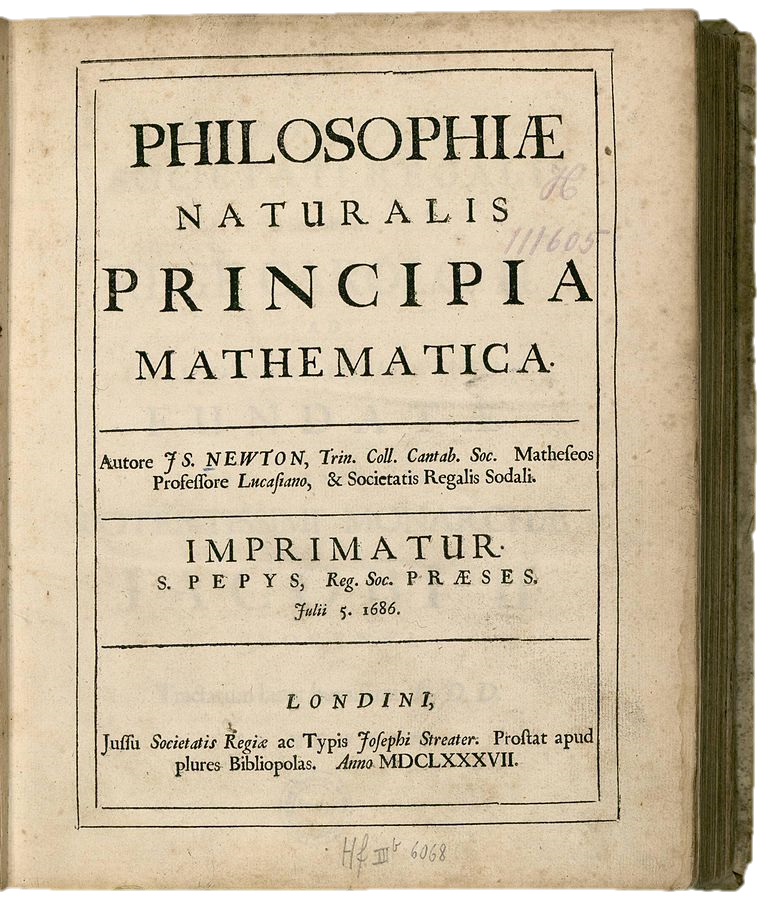 PHILOSOPHIÆ
NATURALIS
PRINCIPIA
MATHEMATICA.
Autore JS. NEWTON, Trin. Coll. Cantab. Soc. Matheſeos
Profeſſore Lucaſiano, & Societatis Regalis Sodali.
IMPRIMATUR.
S. PEPYS, Reg. Soc. PRÆSES.
Julii 5. 1686.
LONDINI,
Juſſu Societatis Regiæ ac Typis Joſephi Streater. Proſtat apud
plures Bibliopolas. Anno MDCLXXXVII.
H
111605
Hf III b 6068